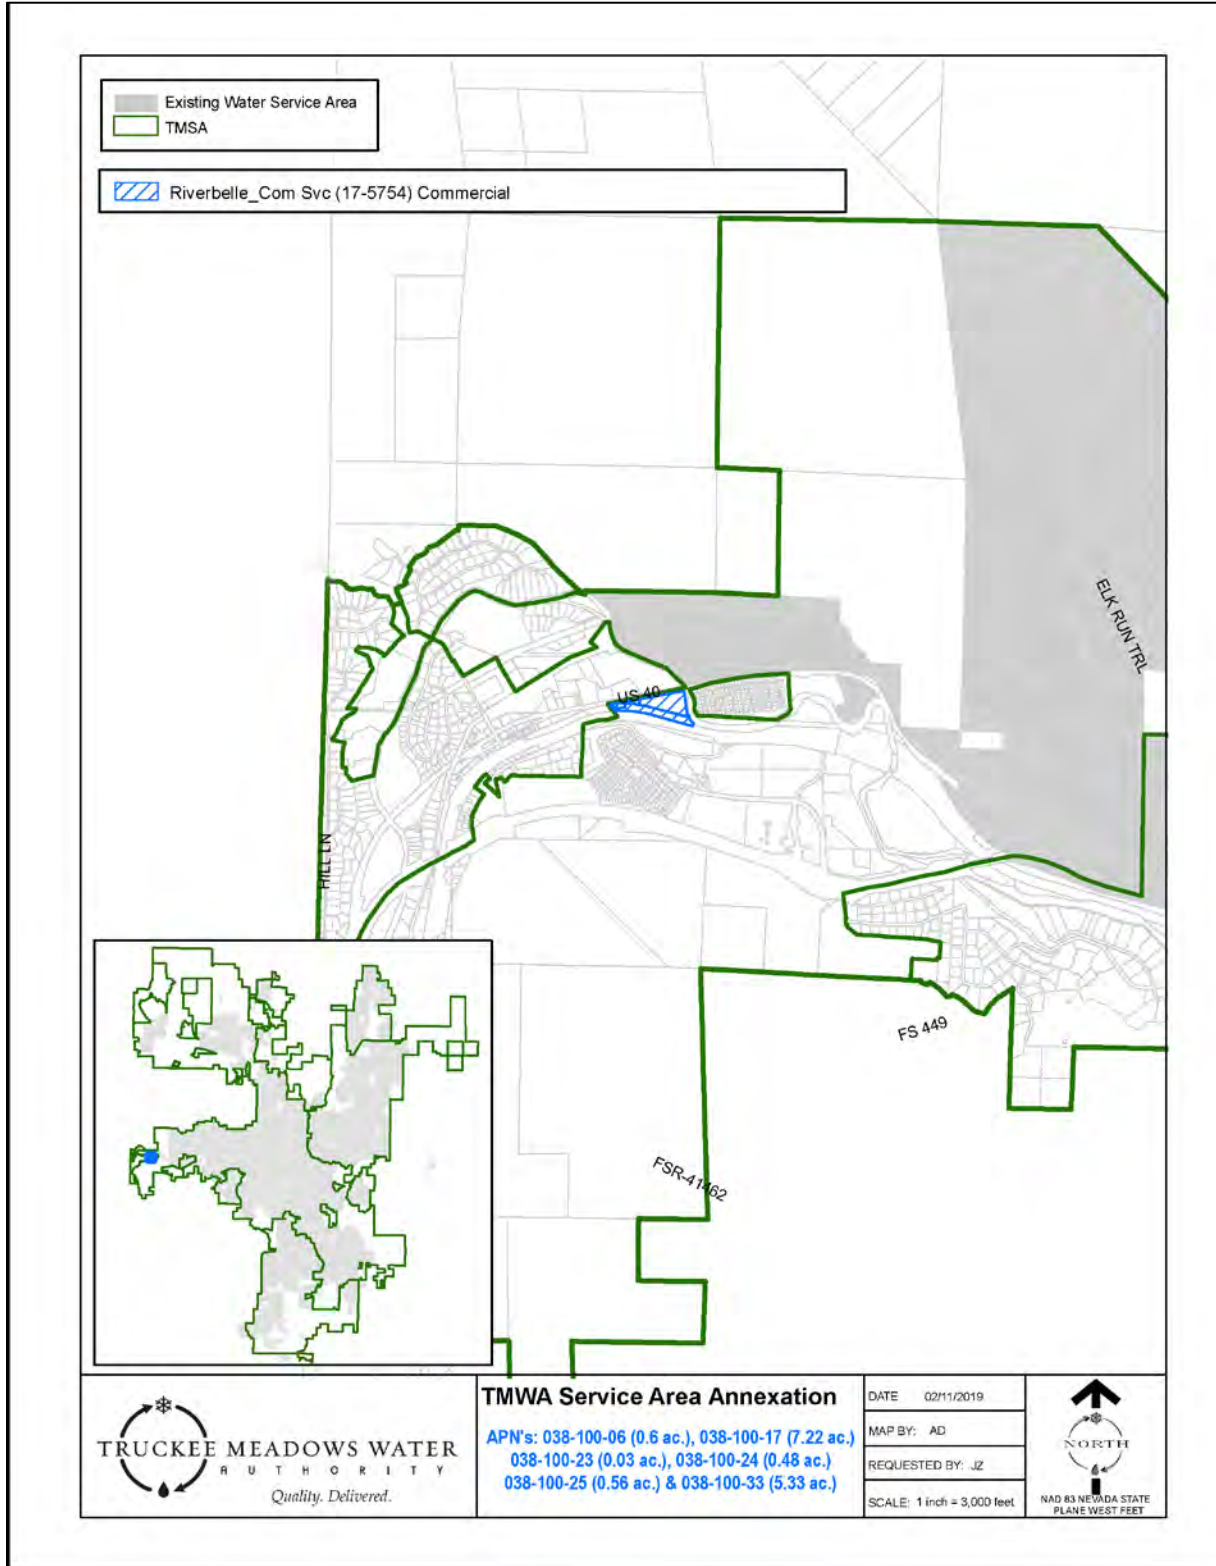 Existing Water Service Area
TMSA
Riverbelle_Com Svc (17-5754) Commercial
ELK RUN TRL
US 40
HILL LN
FS 449
FSR-41462
TRUCKEE MEADOWS WATER
AUTHORITY
Quality. Delivered.
TMWA Service Area Annexation
APN's: 038-100-06 (0.6 ac.), 038-100-17 (7.22 ac.)
038-100-23 (0.03 ac.), 038-100-24 (0.48 ac.)
038-100-25 (0.56 ac.) & 038-100-33 (5.33 ac.)
DATE 02/11/2019
MAP BY: AD
REQUESTED BY: JZ
SCALE: 1 inch = 3,000 feet
NORTH
NAD 83 NEVADA STATE
PLANE WEST FEET